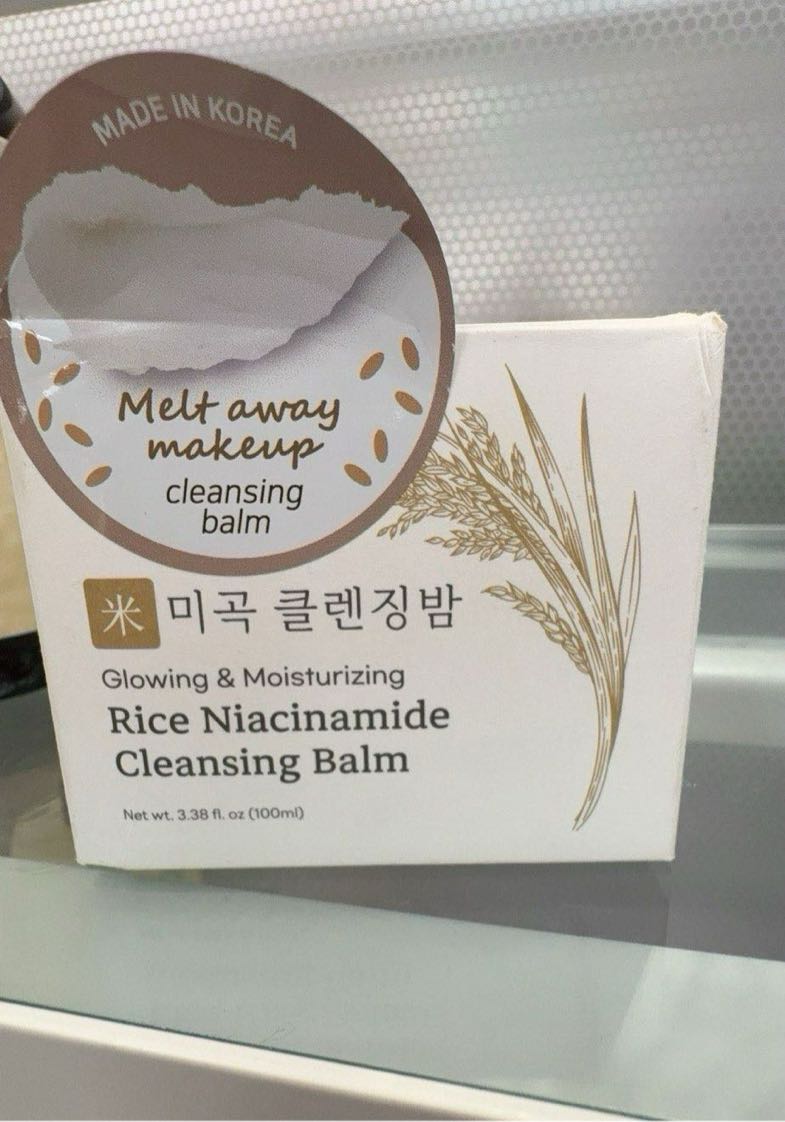 MADE IN KOREA
Melt away
makeup
cleansing
balm
米 미곡 클렌징밤
Glowing & Moisturizing
Rice Niacinamide
Cleansing Balm
Net wt. 3.38 fl. oz (100ml)